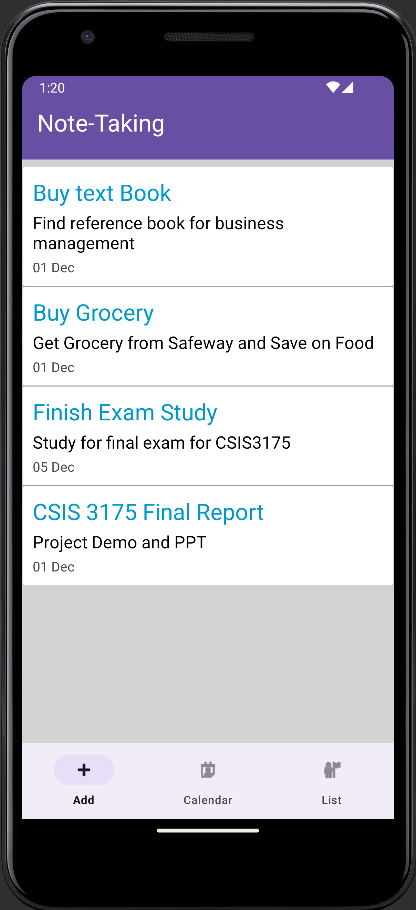 1:20
Note-Taking
Buy text Book
Find reference book for business
management
01 Dec
Buy Grocery
Get Grocery from Safeway and Save on Food
01 Dec
Finish Exam Study
Study for final exam for CSIS3175
05 Dec
CSIS 3175 Final Report
Project Demo and PPT
01 Dec
Add
Calendar
List